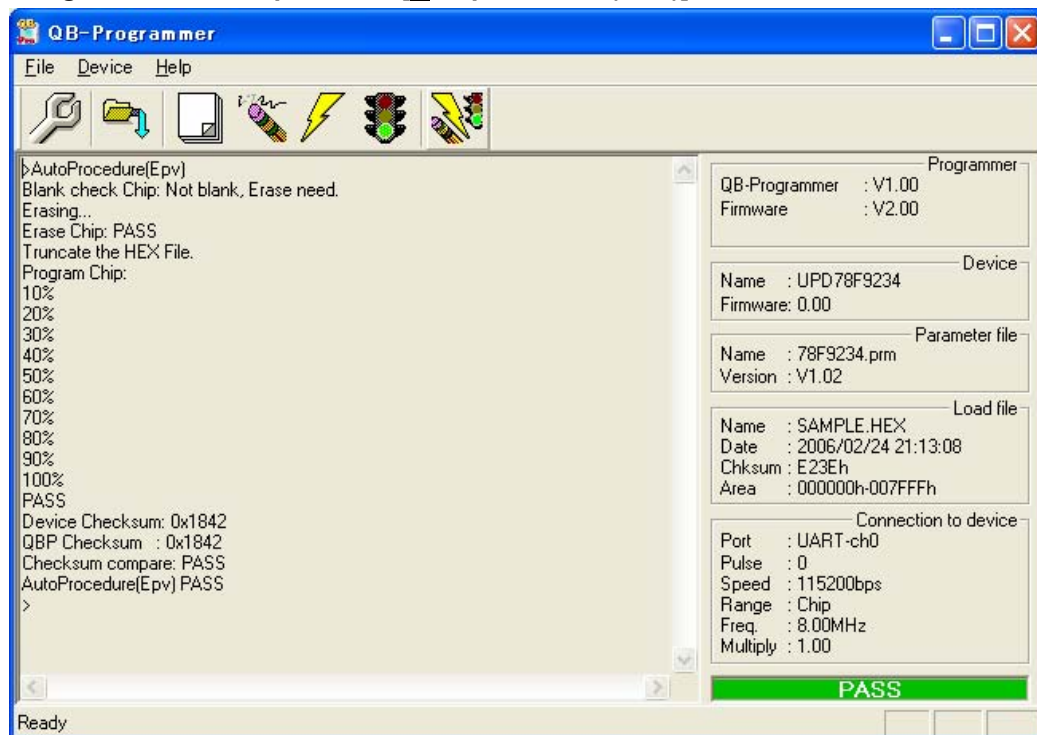 QB-Programmer
File Device Help
>AutoProcedure(Epv)
Blank check Chip: Not blank, Erase need.
Erasing...
Erase Chip: PASS
Truncate the HEX File.
Program Chip:
10%
20%
30%
40%
50%
60%
70%
80%
90%
100%
PASS
Device Checksum: 0x1842
QBP Checksum : 0x1842
Checksum compare: PASS
AutoProcedure(Epv) PASS
>
Programmer
QB-Programmer : V1.00
Firmware : V2.00
Device
Name : UPD78F9234
Firmware: 0.00
Parameter file
Name : 78F9234.prm
Version : V1.02
Load file
Name : SAMPLE.HEX
Date : 2006/02/24 21:13:08
Chksum : E23Eh
Area : 000000h-007FFFh
Connection to device
Port : UART-ch0
Pulse : 0
Speed : 115200bps
Range : Chip
Freq. : 8.00MHz
Multiply : 1.00
PASS
Ready